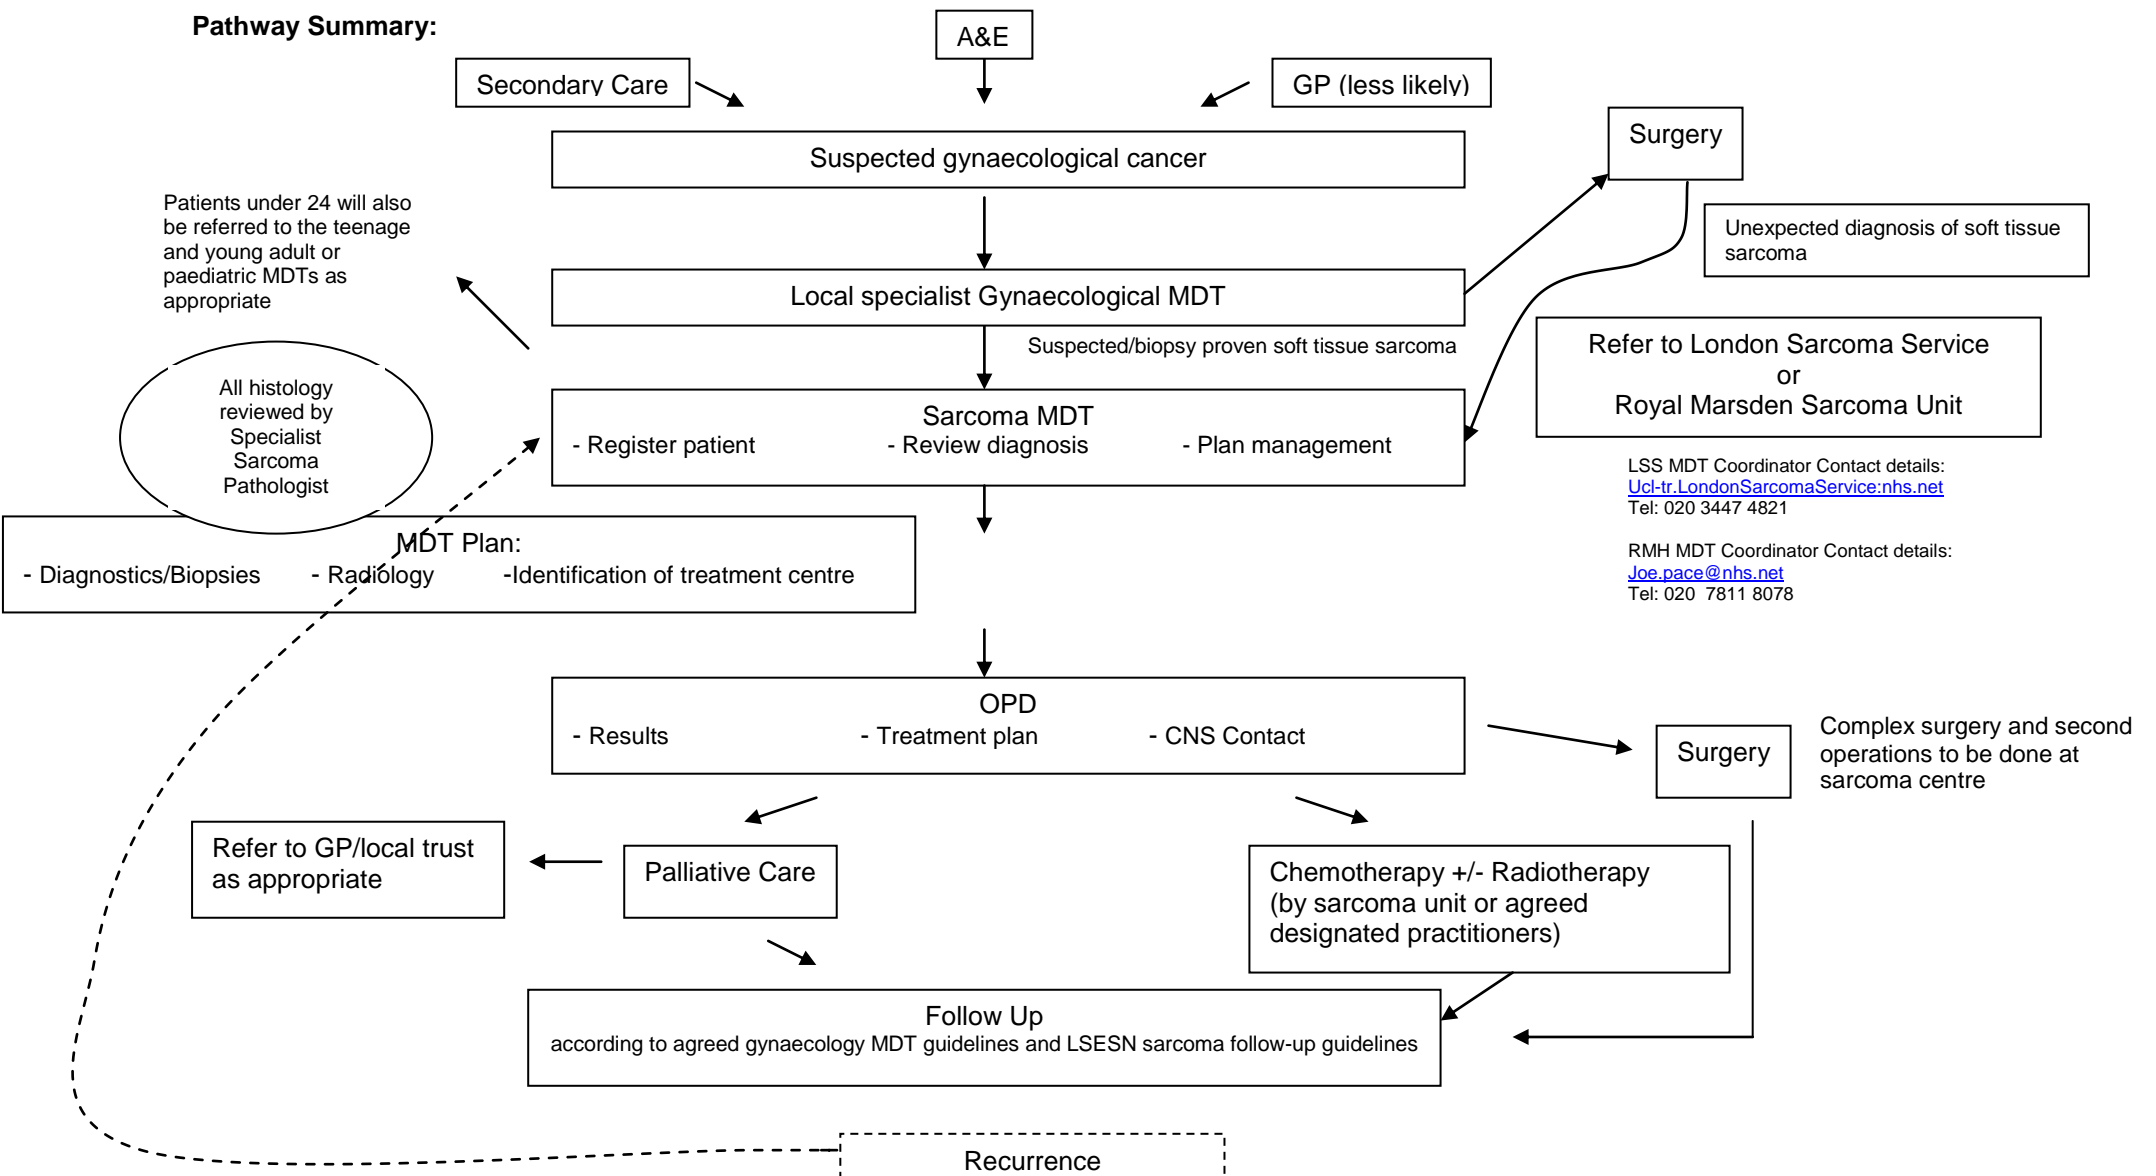 Pathway Summary:
A&E
Secondary Care
GP (less likely)
Suspected gynaecological cancer
Surgery
Patients under 24 will also
be referred to the teenage
and young adult or
paediatric MDTs as
appropriate
Unexpected diagnosis of soft tissue
sarcoma
Local specialist Gynaecological MDT
Suspected/biopsy proven soft tissue sarcoma
Refer to London Sarcoma Service
or
Royal Marsden Sarcoma Unit
All histology
reviewed by
Specialist
Sarcoma
Pathologist
Sarcoma MDT
- Register patient - Review diagnosis - Plan management
LSS MDT Coordinator Contact details:
Ucl-tr.LondonSarcomaService:nhs.net
Tel: 020 3447 4821
RMH MDT Coordinator Contact details:
Joe.pace@nhs.net
Tel: 020 7811 8078
MDT Plan:
- Diagnostics/Biopsies - Radiology -Identification of treatment centre
OPD
- Results - Treatment plan - CNS Contact
Surgery
Complex surgery and second
operations to be done at
sarcoma centre
Refer to GP/local trust
as appropriate
Palliative Care
Chemotherapy +/- Radiotherapy
(by sarcoma unit or agreed
designated practitioners)
Follow Up
according to agreed gynaecology MDT guidelines and LSESN sarcoma follow-up guidelines
Recurrence